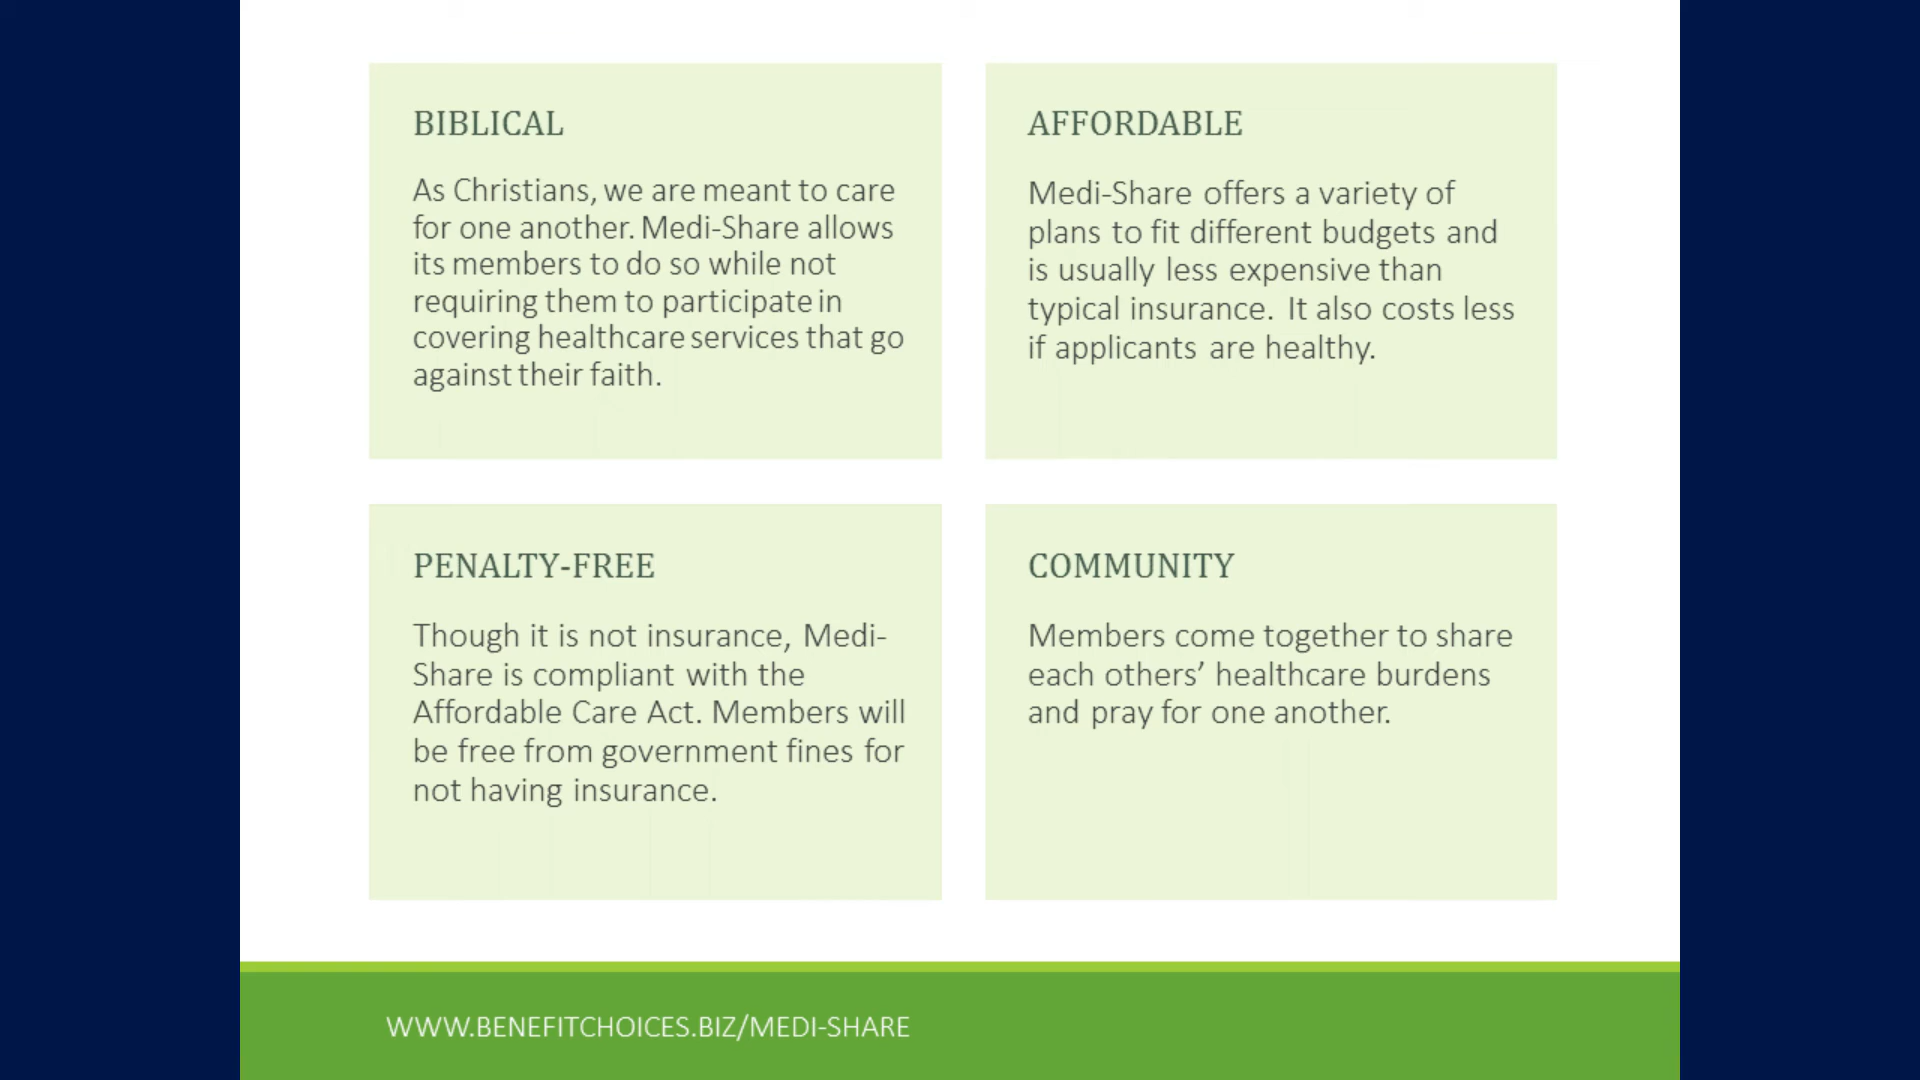 BIBLICAL
As Christians, we are meant to care
for one another. Medi-Share allows
its members to do so while not
requiring them to participate in
covering healthcare services that go
against their faith.
AFFORDABLE
Medi-Share offers a variety of
plans to fit different budgets and
is usually less expensive than
typical insurance. It also costs less
if applicants are healthy.
PENALTY-FREE
Though it is not insurance, Medi-
Share is compliant with the
Affordable Care Act. Members will
be free from government fines for
not having insurance.
COMMUNITY
Members come together to share
each others’ healthcare burdens
and pray for one another.
WWW.BENEFITCHOICES.BIZ/MEDI-SHARE